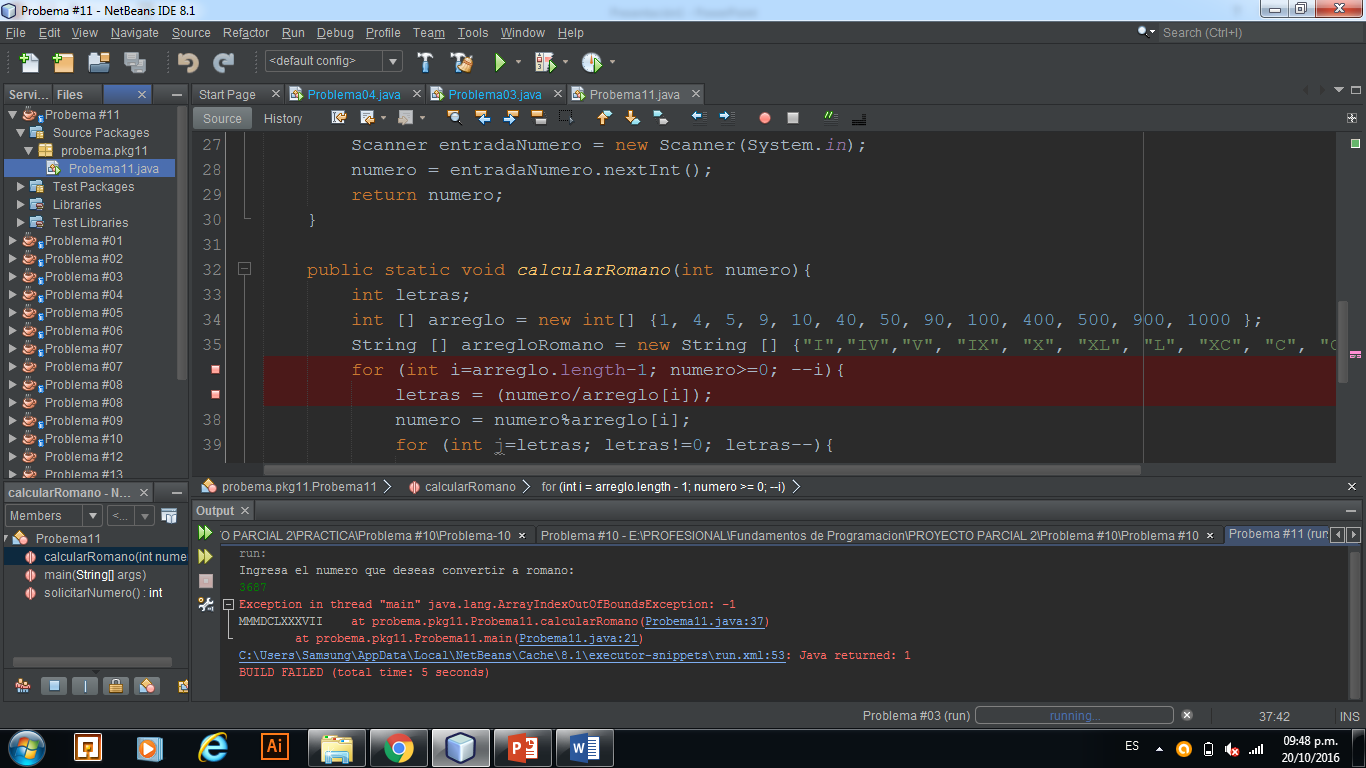 Probema #11 - NetBeans IDE 8.1
File Edit View Navigate Source Refactor Run Debug Profile Team Tools Window Help
Search (Ctrl+I)
<default config>
Servi... Files
Start Page Problema04.java Problema03.java Probema11.java
Source History
Probema #11
Source Packages
probema.pkg11
Probema11.java
Test Packages
Libraries
Test Libraries
Problema #01
Problema #02
Problema #03
Problema #04
Problema #05
Problema #06
Problema #07
Problema #07
Problema #08
Problema #08
Problema #09
Problema #10
Problema #12
Problema #13
27 Scanner entradaNumero = new Scanner(System.in);
28 numero = entradaNumero.nextInt();
29 return numero;
30 }
31
32 public static void calcularRomano(int numero){
33 int letras;
34 int [] arreglo = new int[] {1, 4, 5, 9, 10, 40, 50, 90, 100, 400, 500, 900, 1000 };
35 String [] arregloRomano = new String [] {"I","IV","V", "IX", "X", "XL", "L", "XC", "C", "C
for (int i=arreglo.length-1; numero>=0; --i){
letras = (numero/arreglo[i]);
38 numero = numero%arreglo[i];
39 for (int j=letras; letras!=0; letras--){
probema.pkg11.Probema11 calcularRomano for (int i = arreglo.length - 1; numero >= 0; --i)
calcularRomano - N...
Members <...
Probema11
calcularRomano(int nume
main(String[] args)
solicitarNumero() : int
Output
O PARCIAL 2\PRACTICA\Problema #10\Problema-10 Problema #10 - E:\PROFESIONAL\Fundamentos de Programacion\PROYECTO PARCIAL 2\Problema #10\Problema #10 Probema #11 (run
run:
Ingresa el numero que deseas convertir a romano:
3687
Exception in thread "main" java.lang.ArrayIndexOutOfBoundsException: -1
MMMDCLXXXVII at probema.pkg11.Probema11.calcularRomano(Probema11.java:37)
at probema.pkg11.Probema11.main(Probema11.java:21)
C:\Users\Samsung\AppData\Local\NetBeans\Cache\8.1\executor-snippets\run.xml:53: Java returned: 1
BUILD FAILED (total time: 5 seconds)
Problema #03 (run) running... 37:42 INS
Ai
ES
09:48 p.m.
20/10/2016